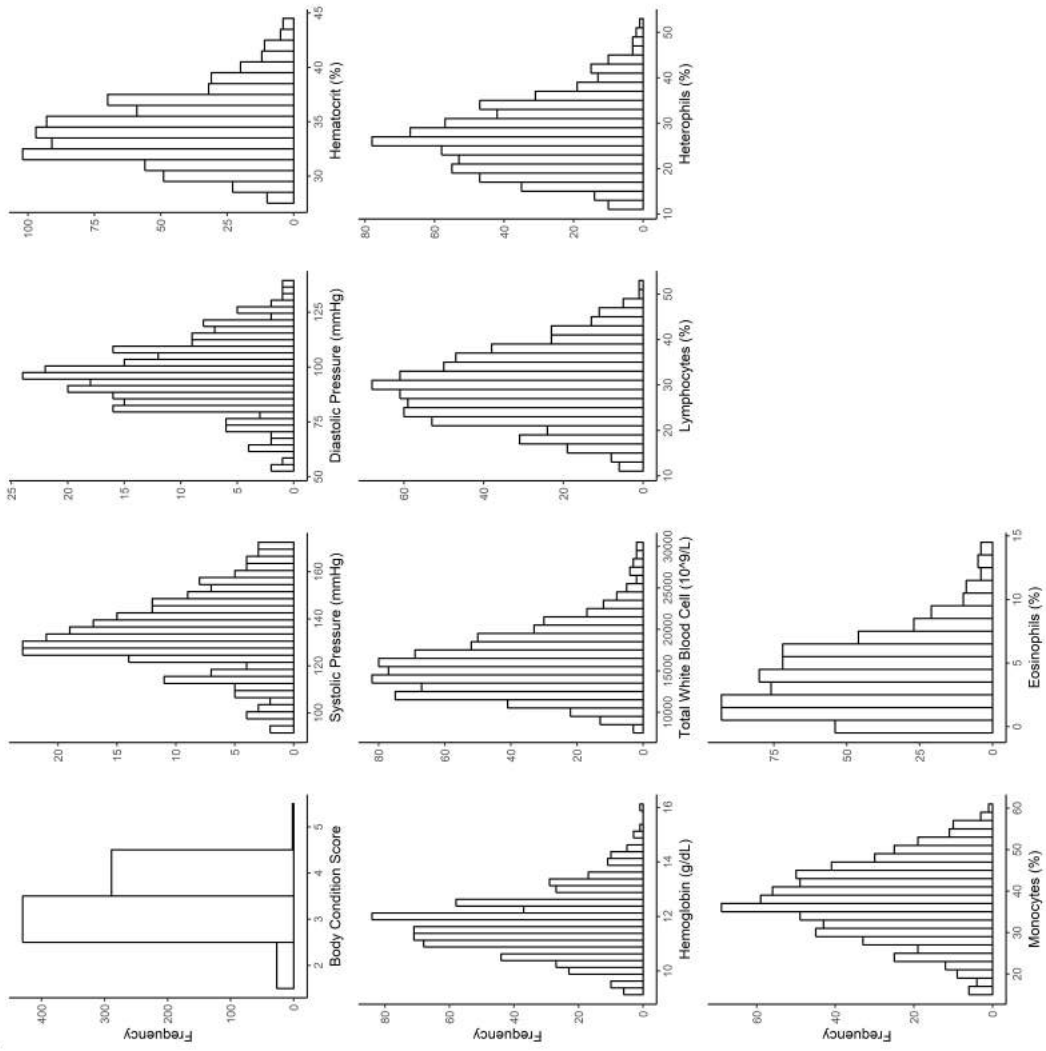 Frequency
400
300
200
100
0
2 3 4 5
Body Condition Score
20
15
10
5
0
100 120 140 160
Systolic Pressure (mmHg)
25
20
15
10
5
0
50 75 100 125
Diastolic Pressure (mmHg)
100
75
50
25
0
30 35 40 45
Hematocrit (%)
Frequency
80
60
40
20
0
10 12 14 16
Hemoglobin (g/dL)
80
60
40
20
0
10000 15000 20000 25000 30000
Total White Blood Cell (10^9/L)
60
40
20
0
10 20 30 40 50
Lymphocytes (%)
80
60
40
20
0
10 20 30 40 50
Heterophils (%)
Frequency
60
40
20
0
20 30 40 50 60
Monocytes (%)
75
50
25
0
0 5 10 15
Eosinophils (%)